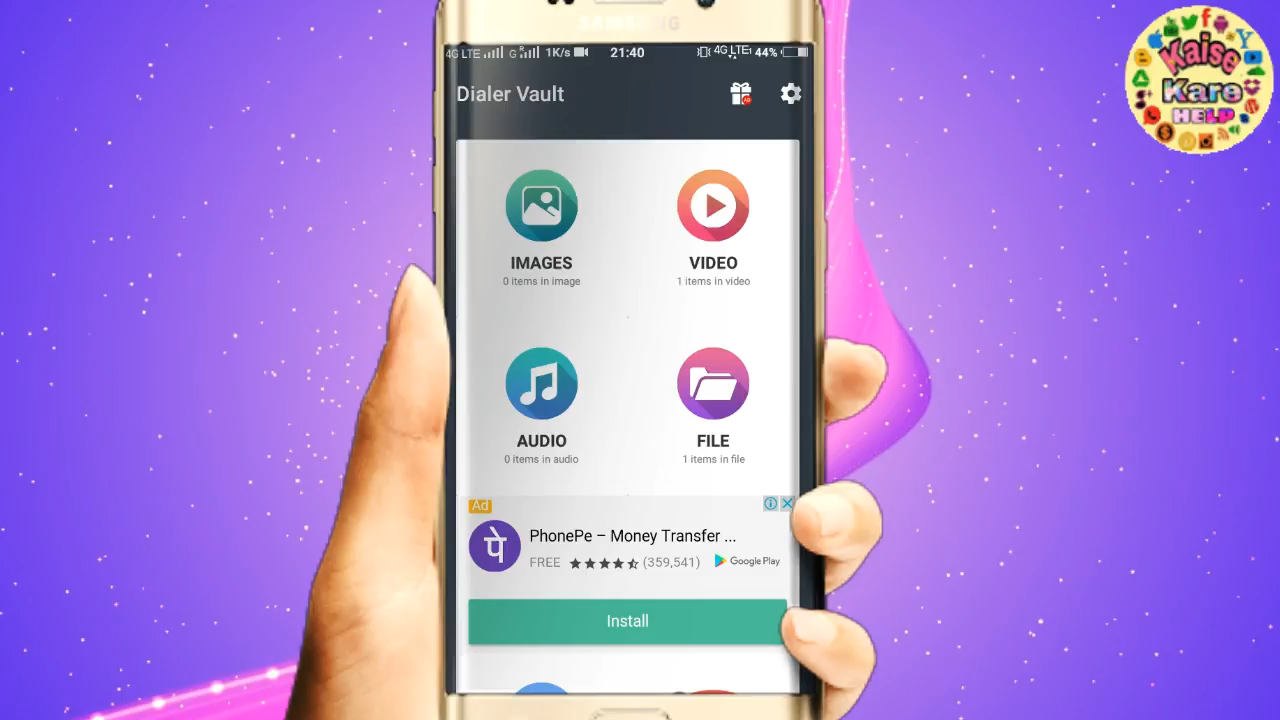 SAMSUNG
4G LTE G R 1K/s 21:40 4G LTE1 44%
Dialer Vault
IMAGES
0 items in image
VIDEO
1 items in video
AUDIO
0 items in audio
FILE
1 items in file
Ad
पे
PhonePe – Money Transfer ...
FREE (359,541) Google Play
Install
Kaise
Kare
HELP